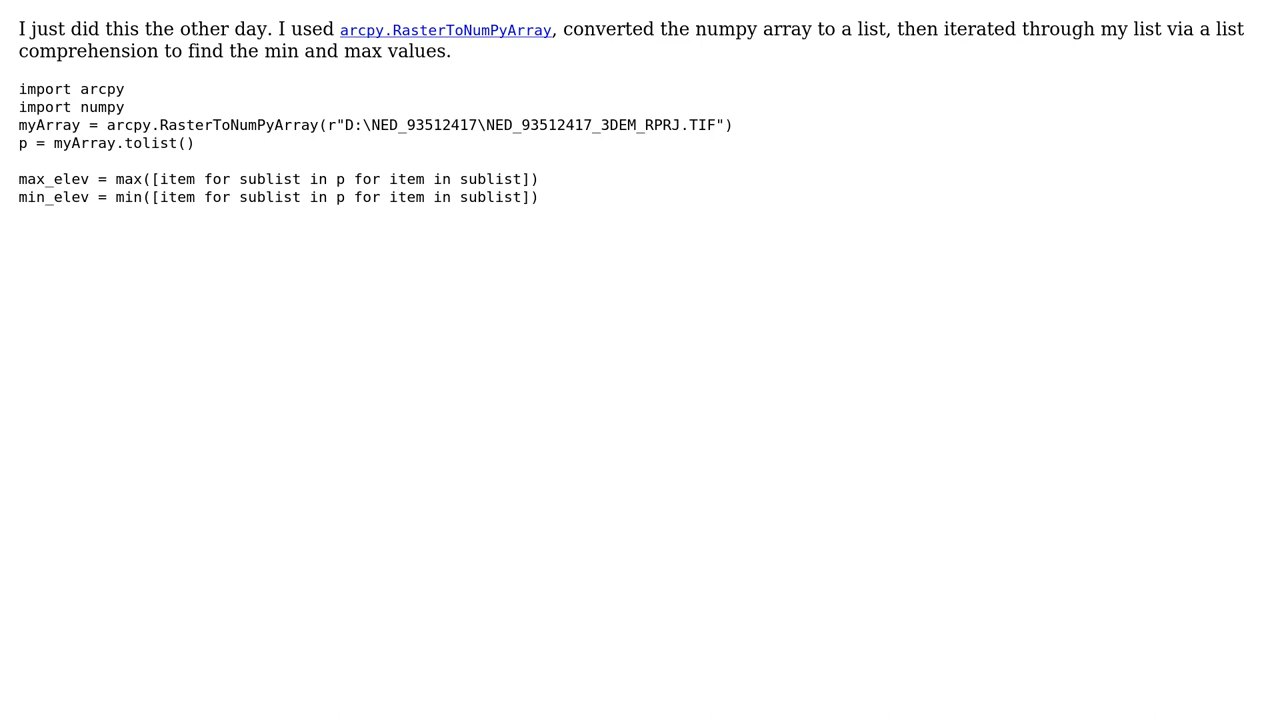 I just did this the other day. I used arcpy.RasterToNumPyArray, converted the numpy array to a list, then iterated through my list via a list
comprehension to find the min and max values.
import arcpy
import numpy
myArray = arcpy.RasterToNumPyArray(r"D:\NED_93512417\NED_93512417_3DEM_RPRJ.TIF")
p = myArray.tolist()
max_elev = max([item for sublist in p for item in sublist])
min_elev = min([item for sublist in p for item in sublist])